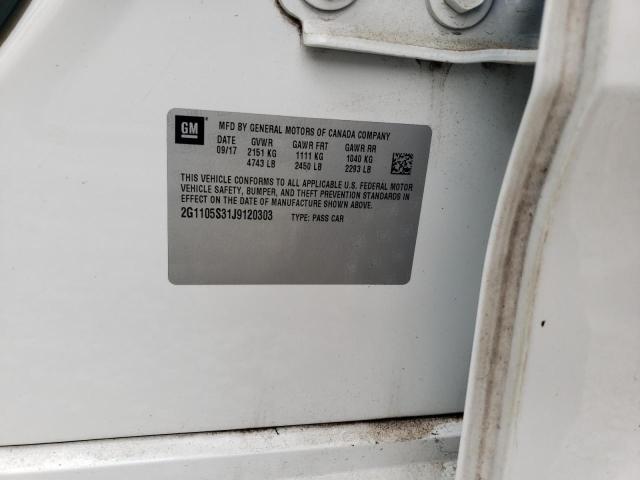 GM
MFD BY GENERAL MOTORS OF CANADA COMPANY
DATE GVWR GAWR FRT GAWR RR
09/17 2151 KG 1111 KG 1040 KG
4743 LB 2450 LB 2293 LB
THIS VEHICLE CONFORMS TO ALL APPLICABLE U.S. FEDERAL MOTOR
VEHICLE SAFETY, BUMPER, AND THEFT PREVENTION STANDARDS IN
EFFECT ON THE DATE OF MANUFACTURE SHOWN ABOVE.
2G1105S31J9120303 TYPE: PASS CAR